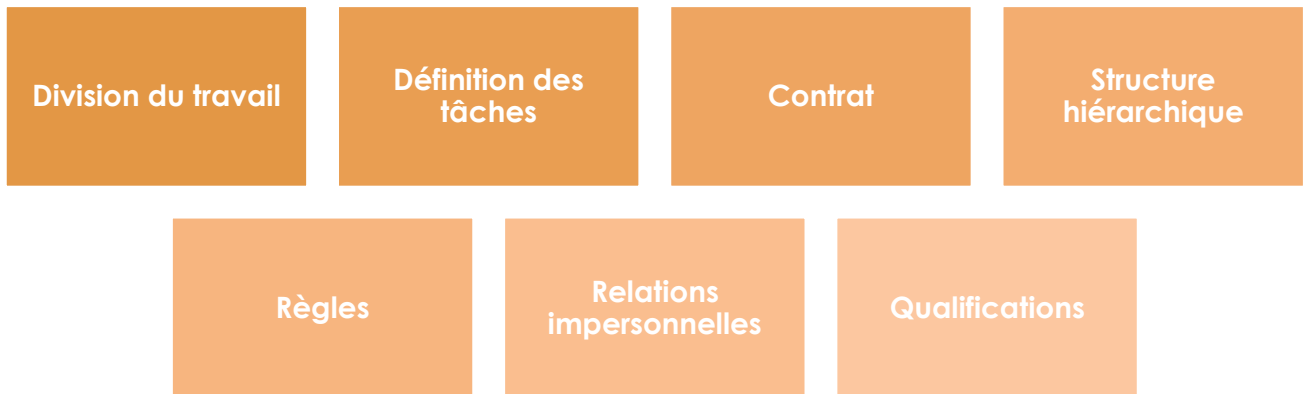 Division du travail
Définition des
tâches
Contrat
Structure
hiérarchique
Règles
Relations
impersonnelles
Qualifications